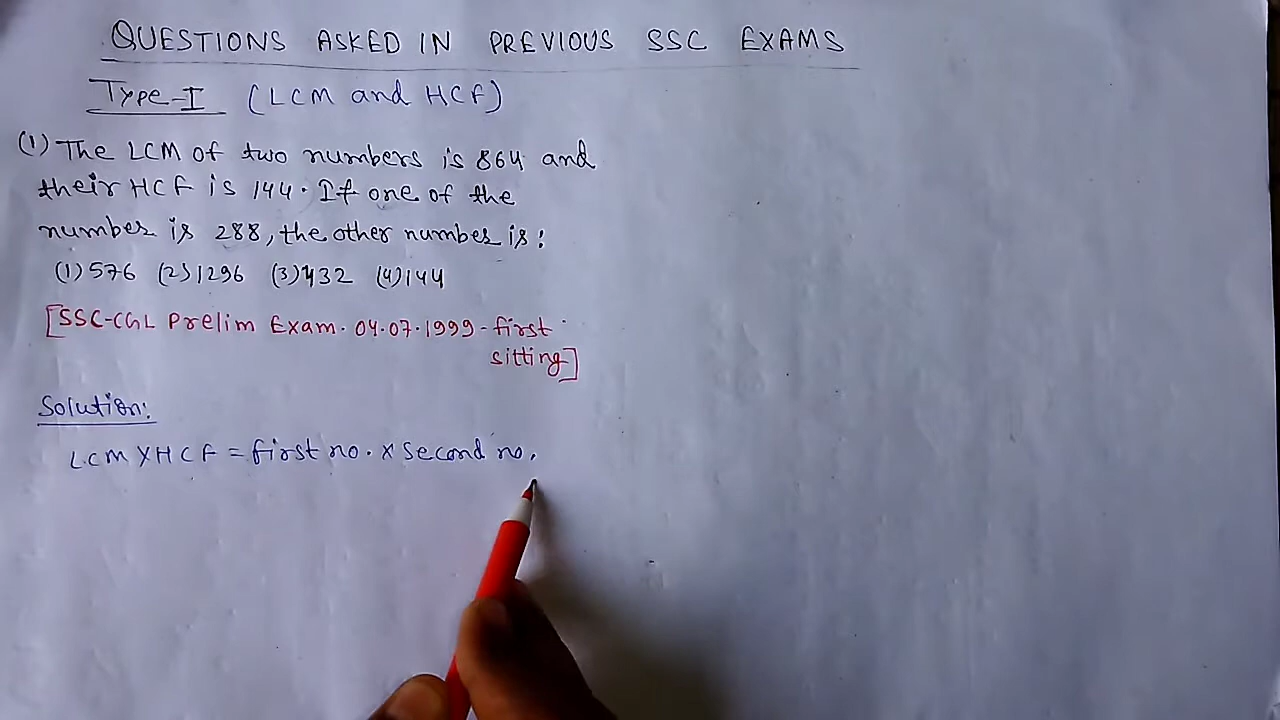 QUESTIONS ASKED IN PREVIOUS SSC EXAMS
Type-I (LCM and HCF)
(1) The LCM of two numbers is 864 and
their HCF is 144. If one of the
number is 288, the other number is:
(1) 576 (2) 1296 (3) 432 (4) 144
[SSC-CGL Prelim Exam. 04.07.1999-first
sitting]
Solution:
LCM X HCF = first no. x second no.